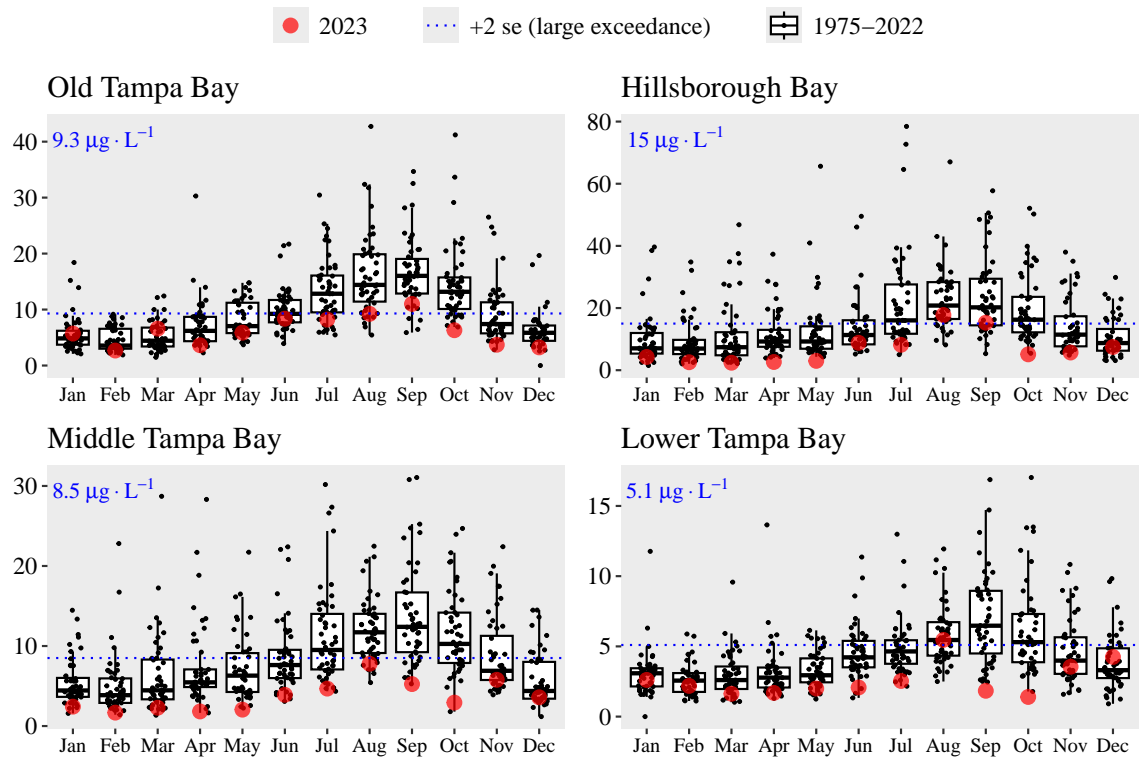 2023 +2 se (large exceedance) 1975−2022
Old Tampa Bay
9.3 μg · L⁻¹
40
30
20
10
0
Jan Feb Mar Apr May Jun Jul Aug Sep Oct Nov Dec
Hillsborough Bay
15 μg · L⁻¹
80
60
40
20
0
Jan Feb Mar Apr May Jun Jul Aug Sep Oct Nov Dec
Middle Tampa Bay
8.5 μg · L⁻¹
30
20
10
0
Jan Feb Mar Apr May Jun Jul Aug Sep Oct Nov Dec
Lower Tampa Bay
5.1 μg · L⁻¹
15
10
5
0
Jan Feb Mar Apr May Jun Jul Aug Sep Oct Nov Dec